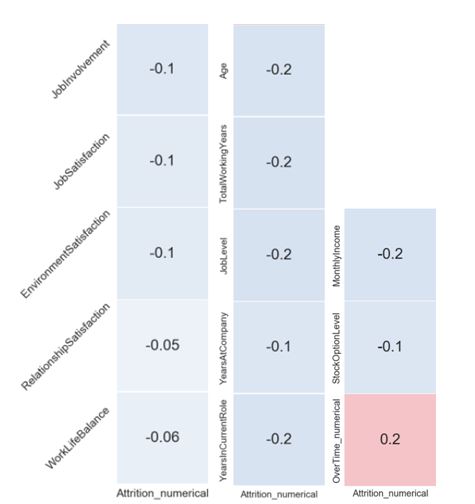 JobInvolvement -0.1
JobSatisfaction -0.1
EnvironmentSatisfaction -0.1
RelationshipSatisfaction -0.05
WorkLifeBalance -0.06
Attrition_numerical
Age -0.2
TotalWorkingYears -0.2
JobLevel -0.2
YearsAtCompany -0.1
YearsInCurrentRole -0.2
Attrition_numerical
MonthlyIncome -0.2
StockOptionLevel -0.1
OverTime_numerical 0.2
Attrition_numerical